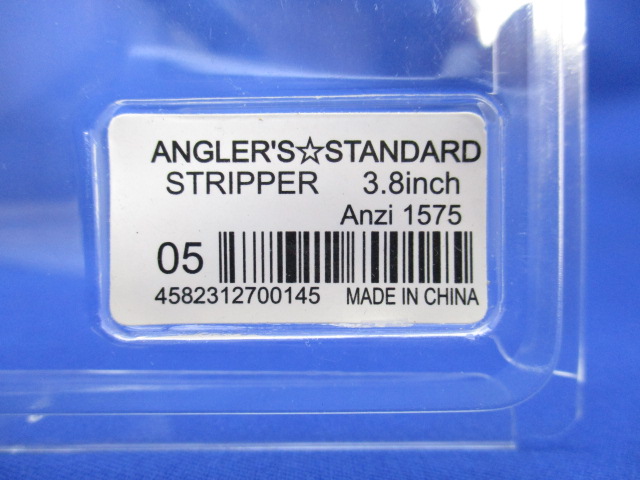 ANGLER'S☆STANDARD
STRIPPER 3.8inch
Anzi 1575
05
4582312700145 MADE IN CHINA